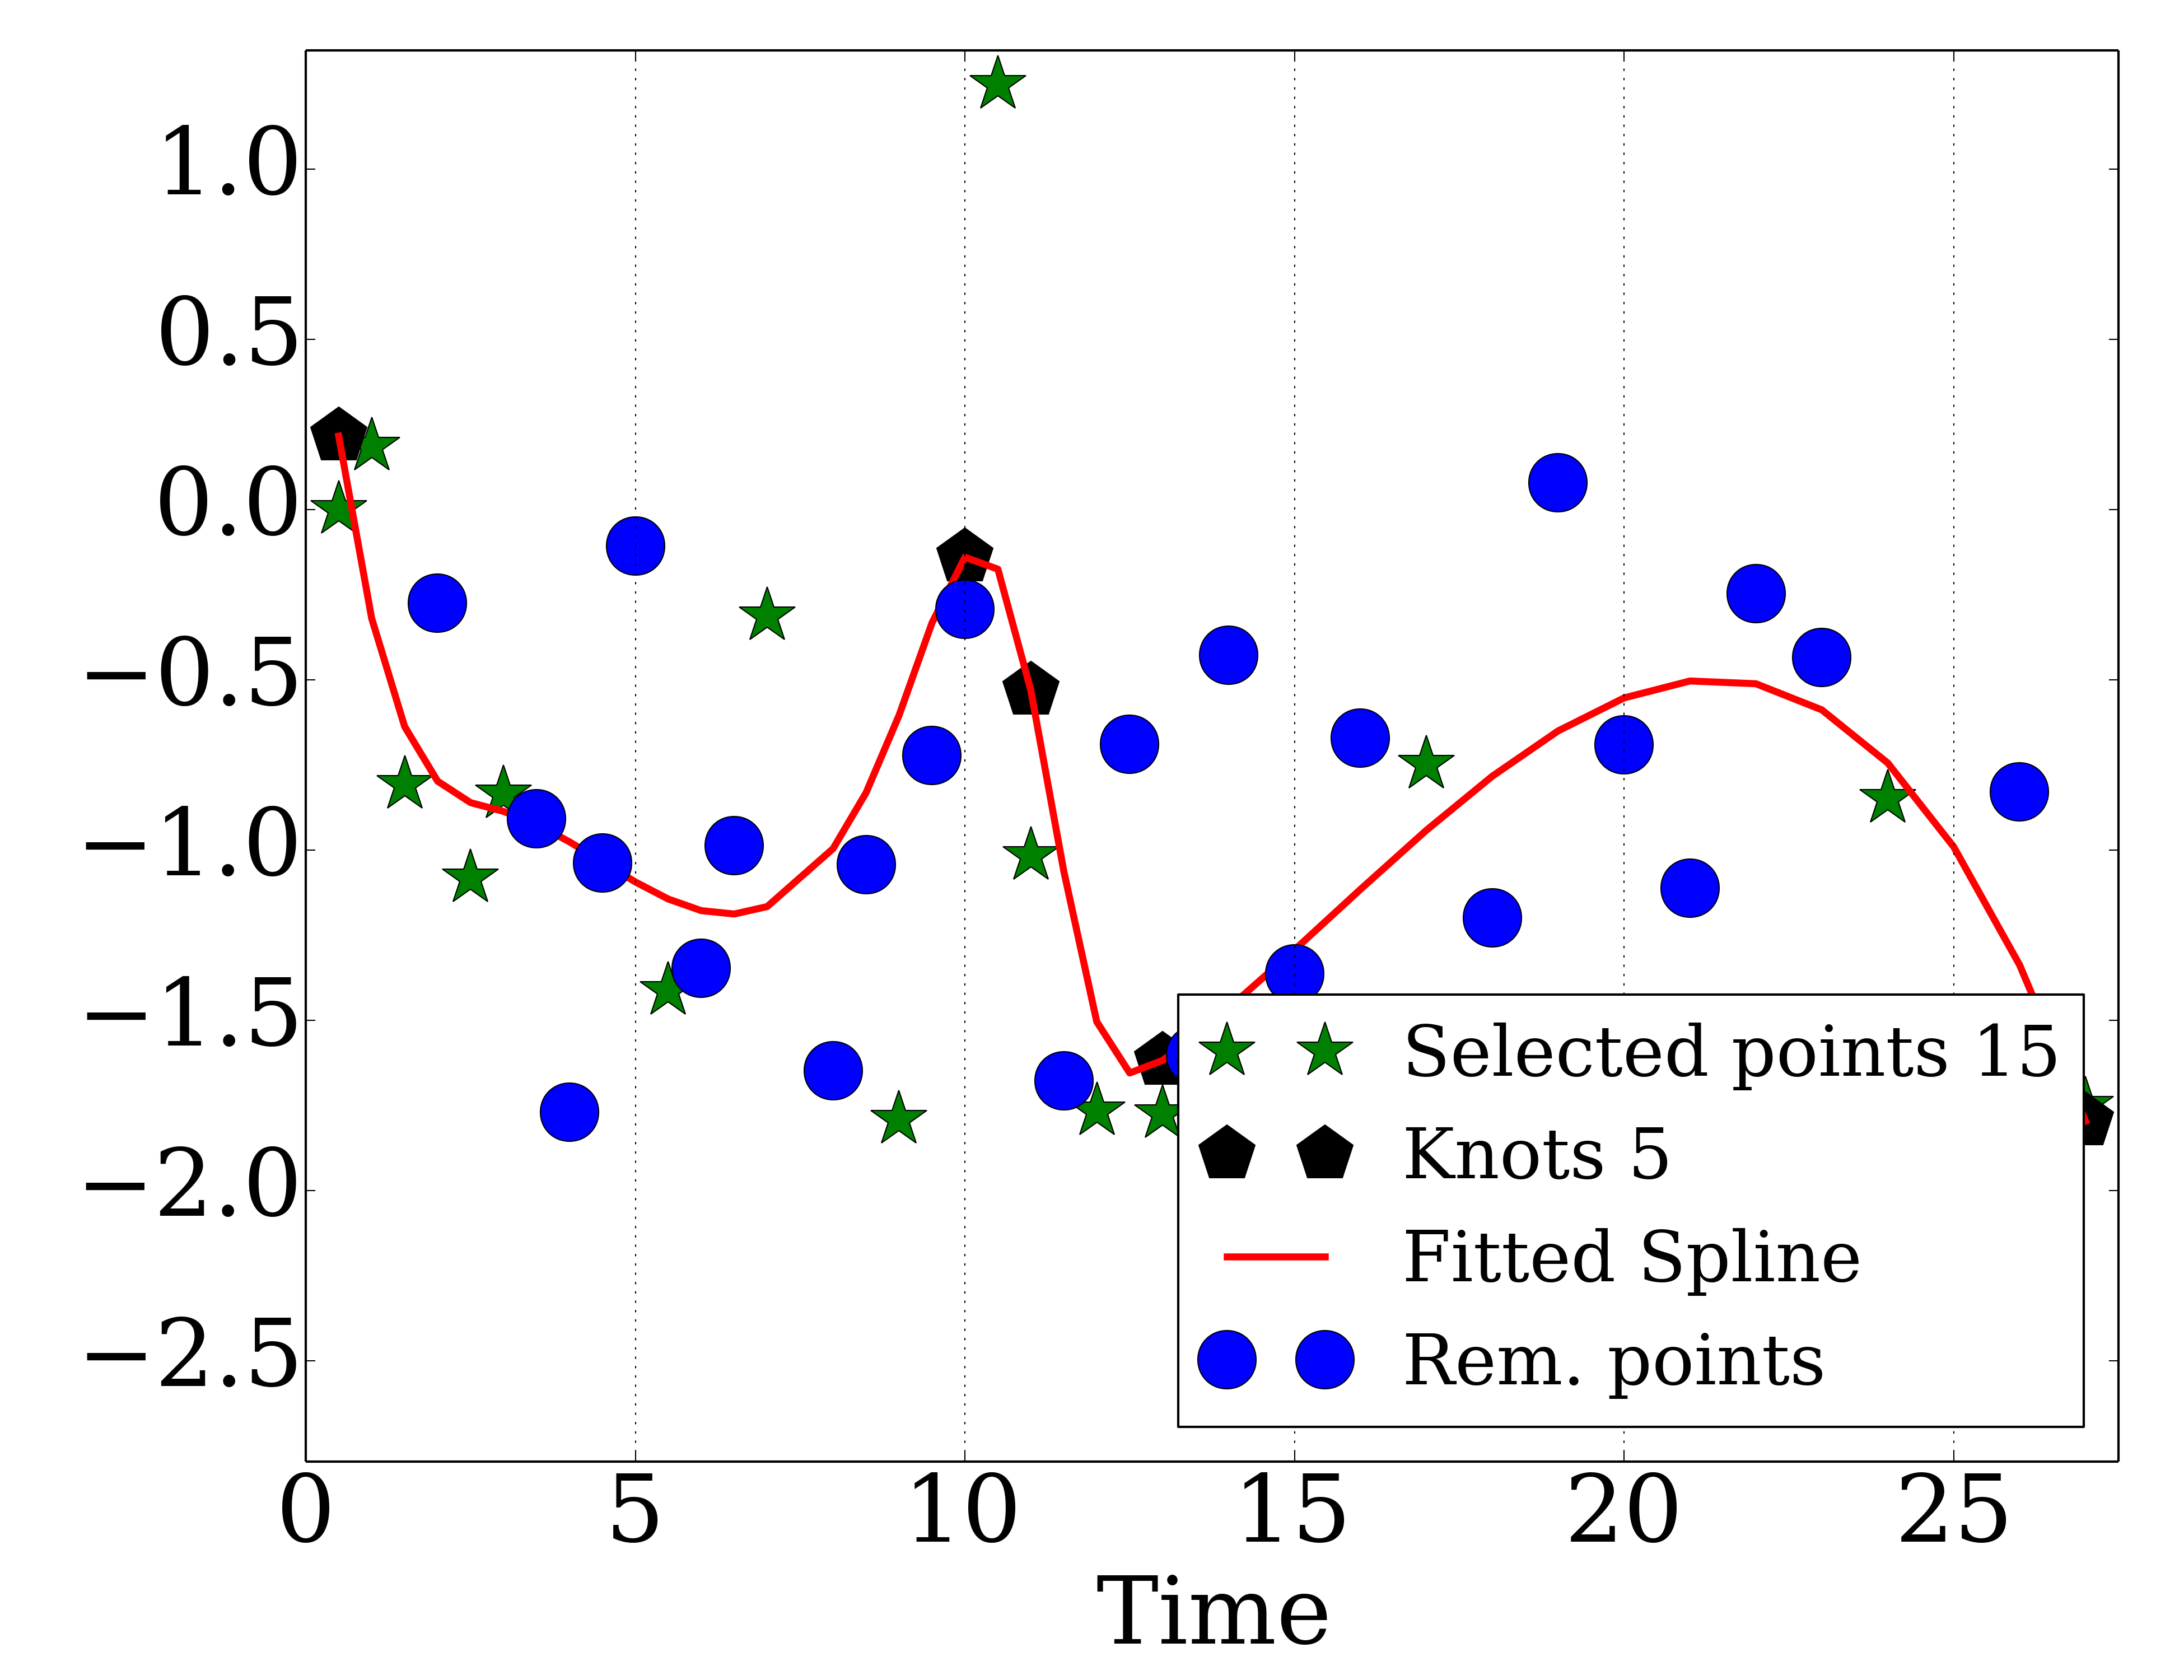 1.0
0.5
0.0
−0.5
−1.0
−1.5
−2.0
−2.5
Selected points 15
Knots 5
Fitted Spline
Rem. points
0 5 10 15 20 25
Time